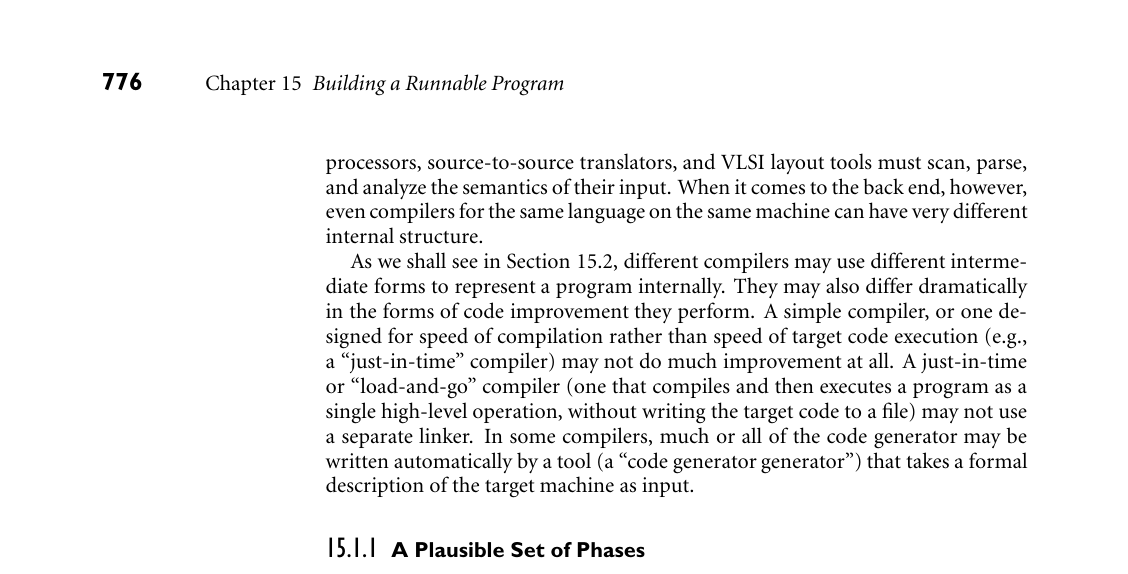 776 Chapter 15 Building a Runnable Program
processors, source-to-source translators, and VLSI layout tools must scan, parse,
and analyze the semantics of their input. When it comes to the back end, however,
even compilers for the same language on the same machine can have very different
internal structure.
As we shall see in Section 15.2, different compilers may use different interme-
diate forms to represent a program internally. They may also differ dramatically
in the forms of code improvement they perform. A simple compiler, or one de-
signed for speed of compilation rather than speed of target code execution (e.g.,
a “just-in-time” compiler) may not do much improvement at all. A just-in-time
or “load-and-go” compiler (one that compiles and then executes a program as a
single high-level operation, without writing the target code to a file) may not use
a separate linker. In some compilers, much or all of the code generator may be
written automatically by a tool (a “code generator generator”) that takes a formal
description of the target machine as input.
15.1.1 A Plausible Set of Phases